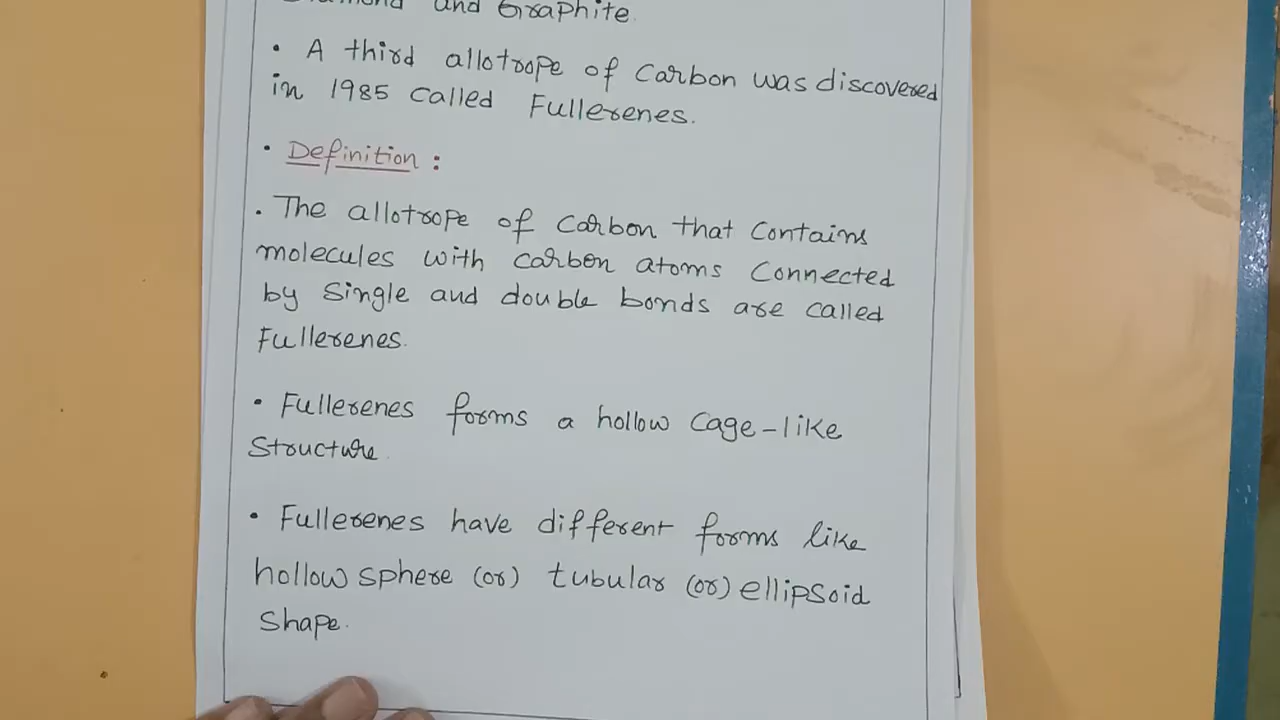 Diamond and Graphite.
• A third allotrope of carbon was discovered
in 1985 called Fullerenes.
• Definition :
. The allotrope of carbon that contains
molecules with carbon atoms connected
by single and double bonds are called
Fullerenes.
• Fullerenes forms a hollow cage-like
structure.
• Fullerenes have different forms like
hollow sphere (or) tubular (or) ellipsoid
shape.